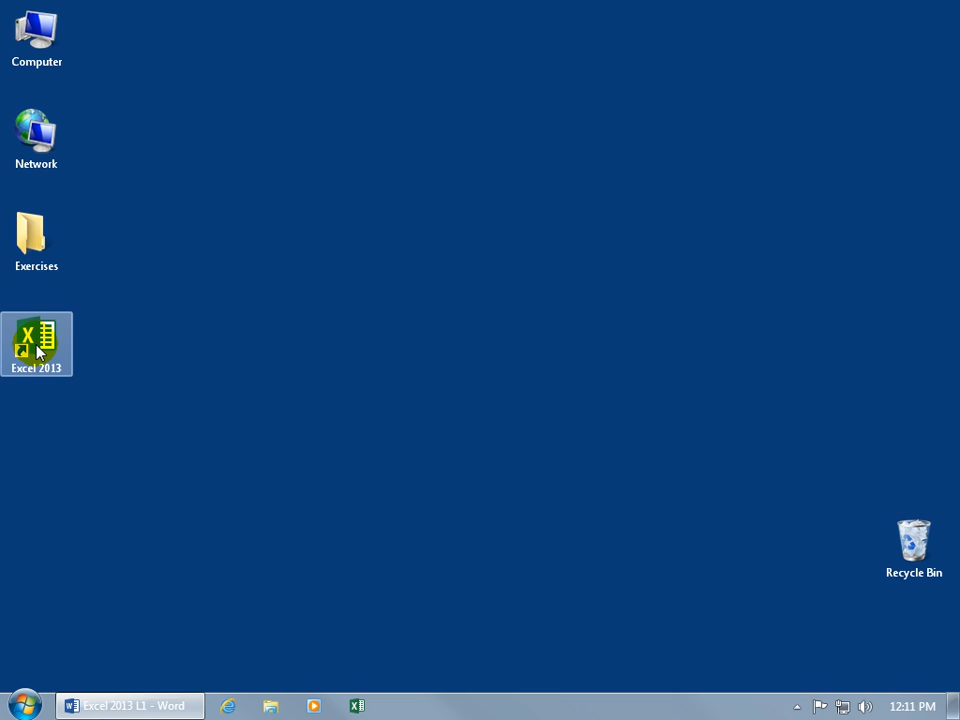 Computer
Network
Exercises
Excel 2013
Recycle Bin
Excel 2013 L1 - Word
12:11 PM